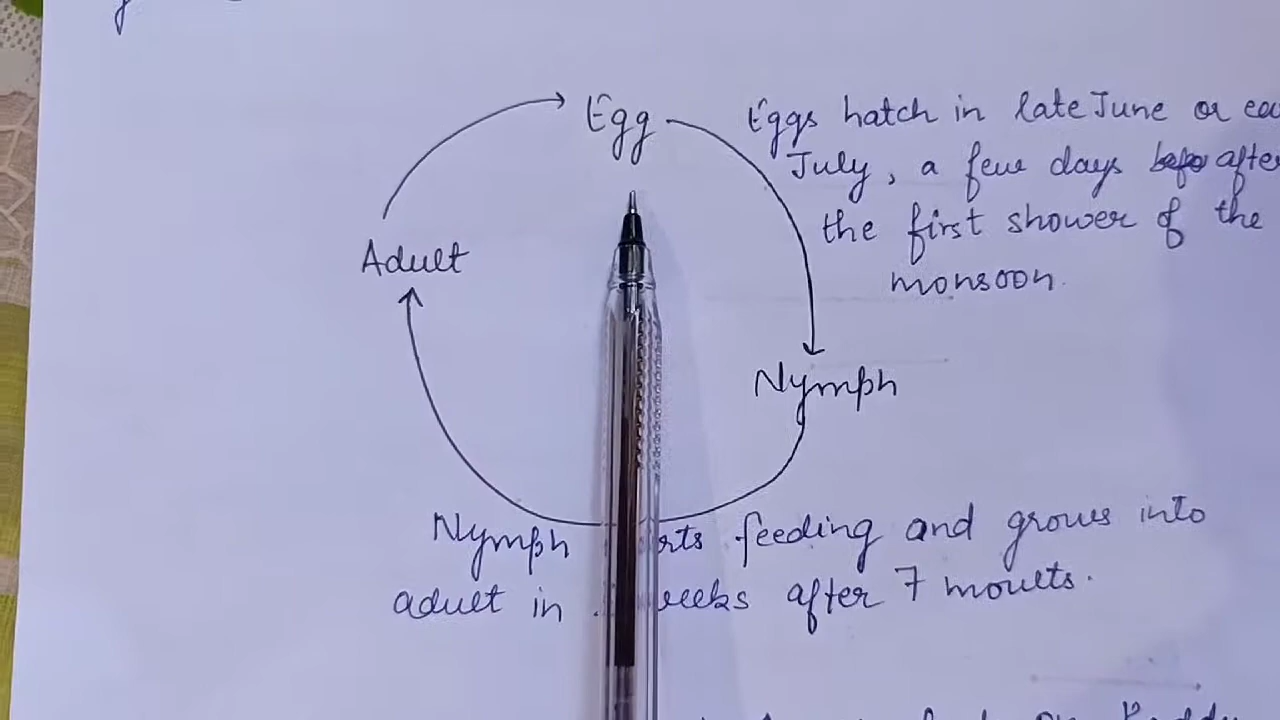 Egg
Eggs hatch in late June or
July, a few days after
the first shower of the
monsoon.
Adult
Nymph
Nymph feeding and grows into
adult in after 7 moults.